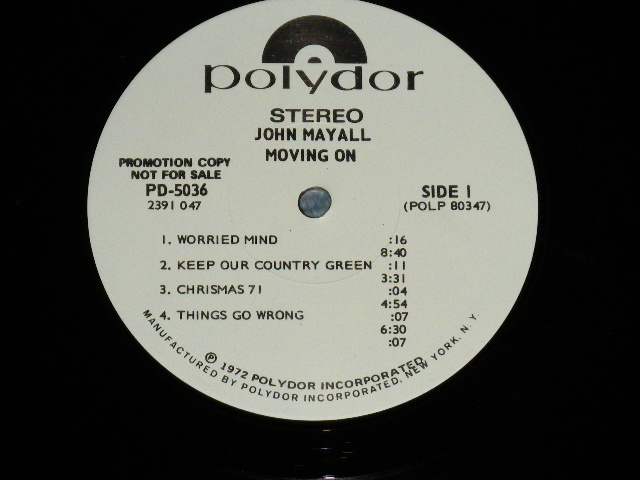 polydor
STEREO
JOHN MAYALL
MOVING ON
PROMOTION COPY
NOT FOR SALE
PD-5036
2391 047
SIDE 1
(POLP 80347)
1. WORRIED MIND :16
8:40
2. KEEP OUR COUNTRY GREEN :11
3:31
3. CHRISMAS 71 :04
4:54
4. THINGS GO WRONG :07
6:30
:07
℗ 1972 POLYDOR INCORPORATED
MANUFACTURED BY POLYDOR INCORPORATED, NEW YORK, N.Y.